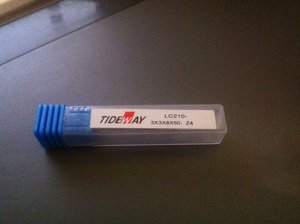 TIDEWAY
LC210-
3X3X8X50. Z4